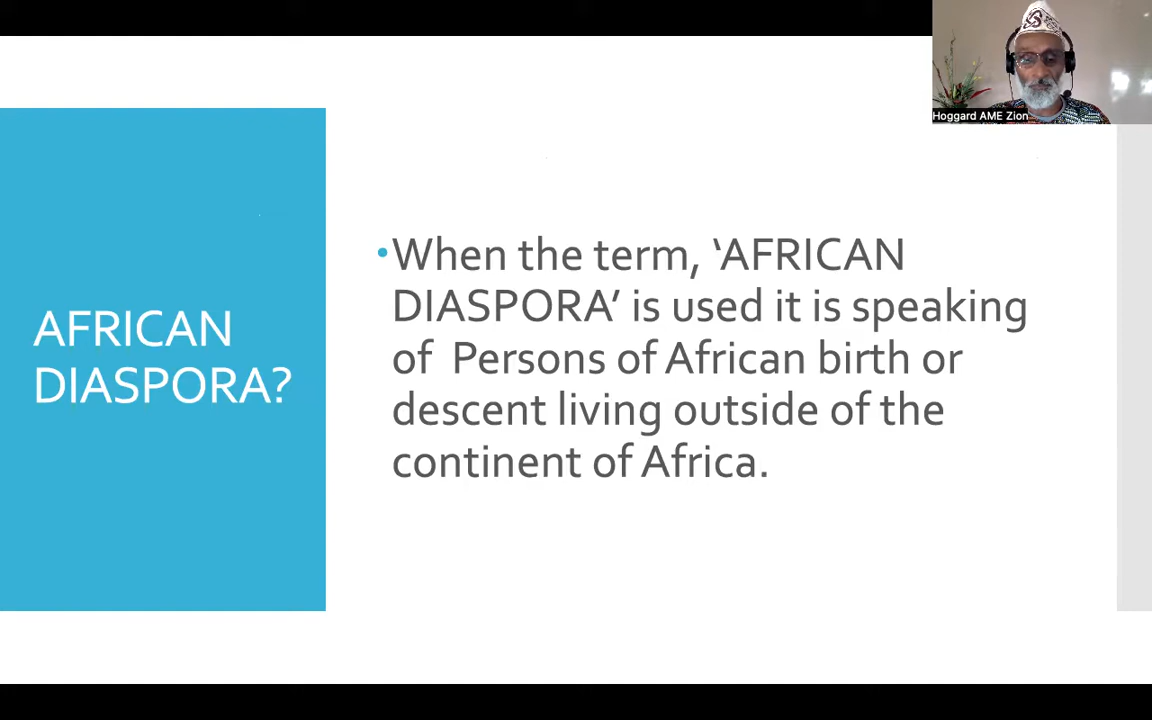 Hoggard AME Zion
AFRICAN
DIASPORA?
•When the term, ‘AFRICAN
DIASPORA’ is used it is speaking
of  Persons of African birth or
descent living outside of the
continent of Africa.